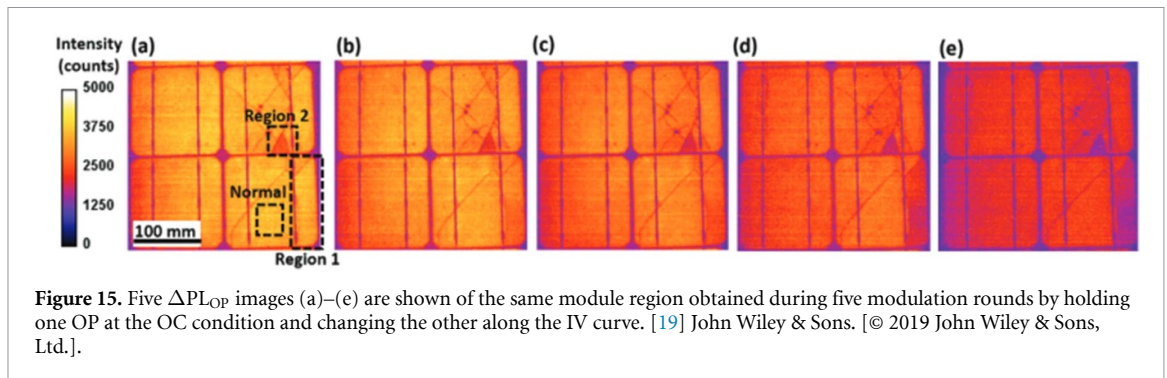 Intensity (a) (b) (c) (d) (e)
(counts)
5000
3750
2500
1250
0
Region 2
Normal
100 mm
Region 1
Figure 15. Five ΔPLOP images (a)–(e) are shown of the same module region obtained during five modulation rounds by holding
one OP at the OC condition and changing the other along the IV curve. [19] John Wiley & Sons. [© 2019 John Wiley & Sons,
Ltd.].